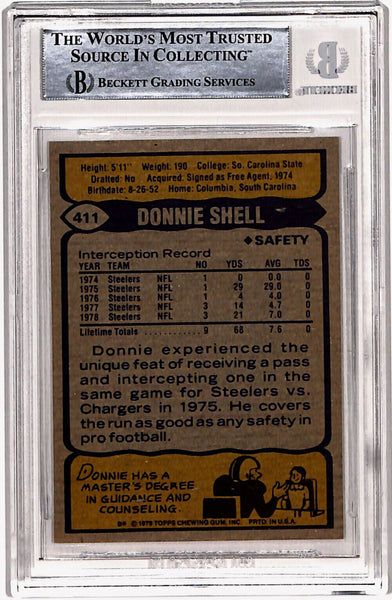 THE WORLD'S MOST TRUSTED
SOURCE IN COLLECTING™
B BECKETT GRADING SERVICES
Height: 5'11" Weight: 190 College: So. Carolina State
Drafted: No Acquired: Signed as Free Agent, 1974
Birthdate: 8-26-52 Home: Columbia, South Carolina
411 DONNIE SHELL
◆SAFETY
Interception Record
YEAR TEAM NO YDS AVG TDS
1974 Steelers NFL 1 0 0.0 0
1975 Steelers NFL 1 29 29.0 0
1976 Steelers NFL 1 4 4.0 0
1977 Steelers NFL 3 14 4.7 0
1978 Steelers NFL 3 21 7.0 0
Lifetime Totals 9 68 7.6 0
Donnie experienced the
unique feat of receiving a pass
and intercepting one in the
same game for Steelers vs.
Chargers in 1975. He covers
the run as good as any safety in
pro football.
DONNIE HAS A
MASTER'S DEGREE
IN GUIDANCE AND
COUNSELING.
© 1979 TOPPS CHEWING GUM, INC. PRTD IN U.S.A.